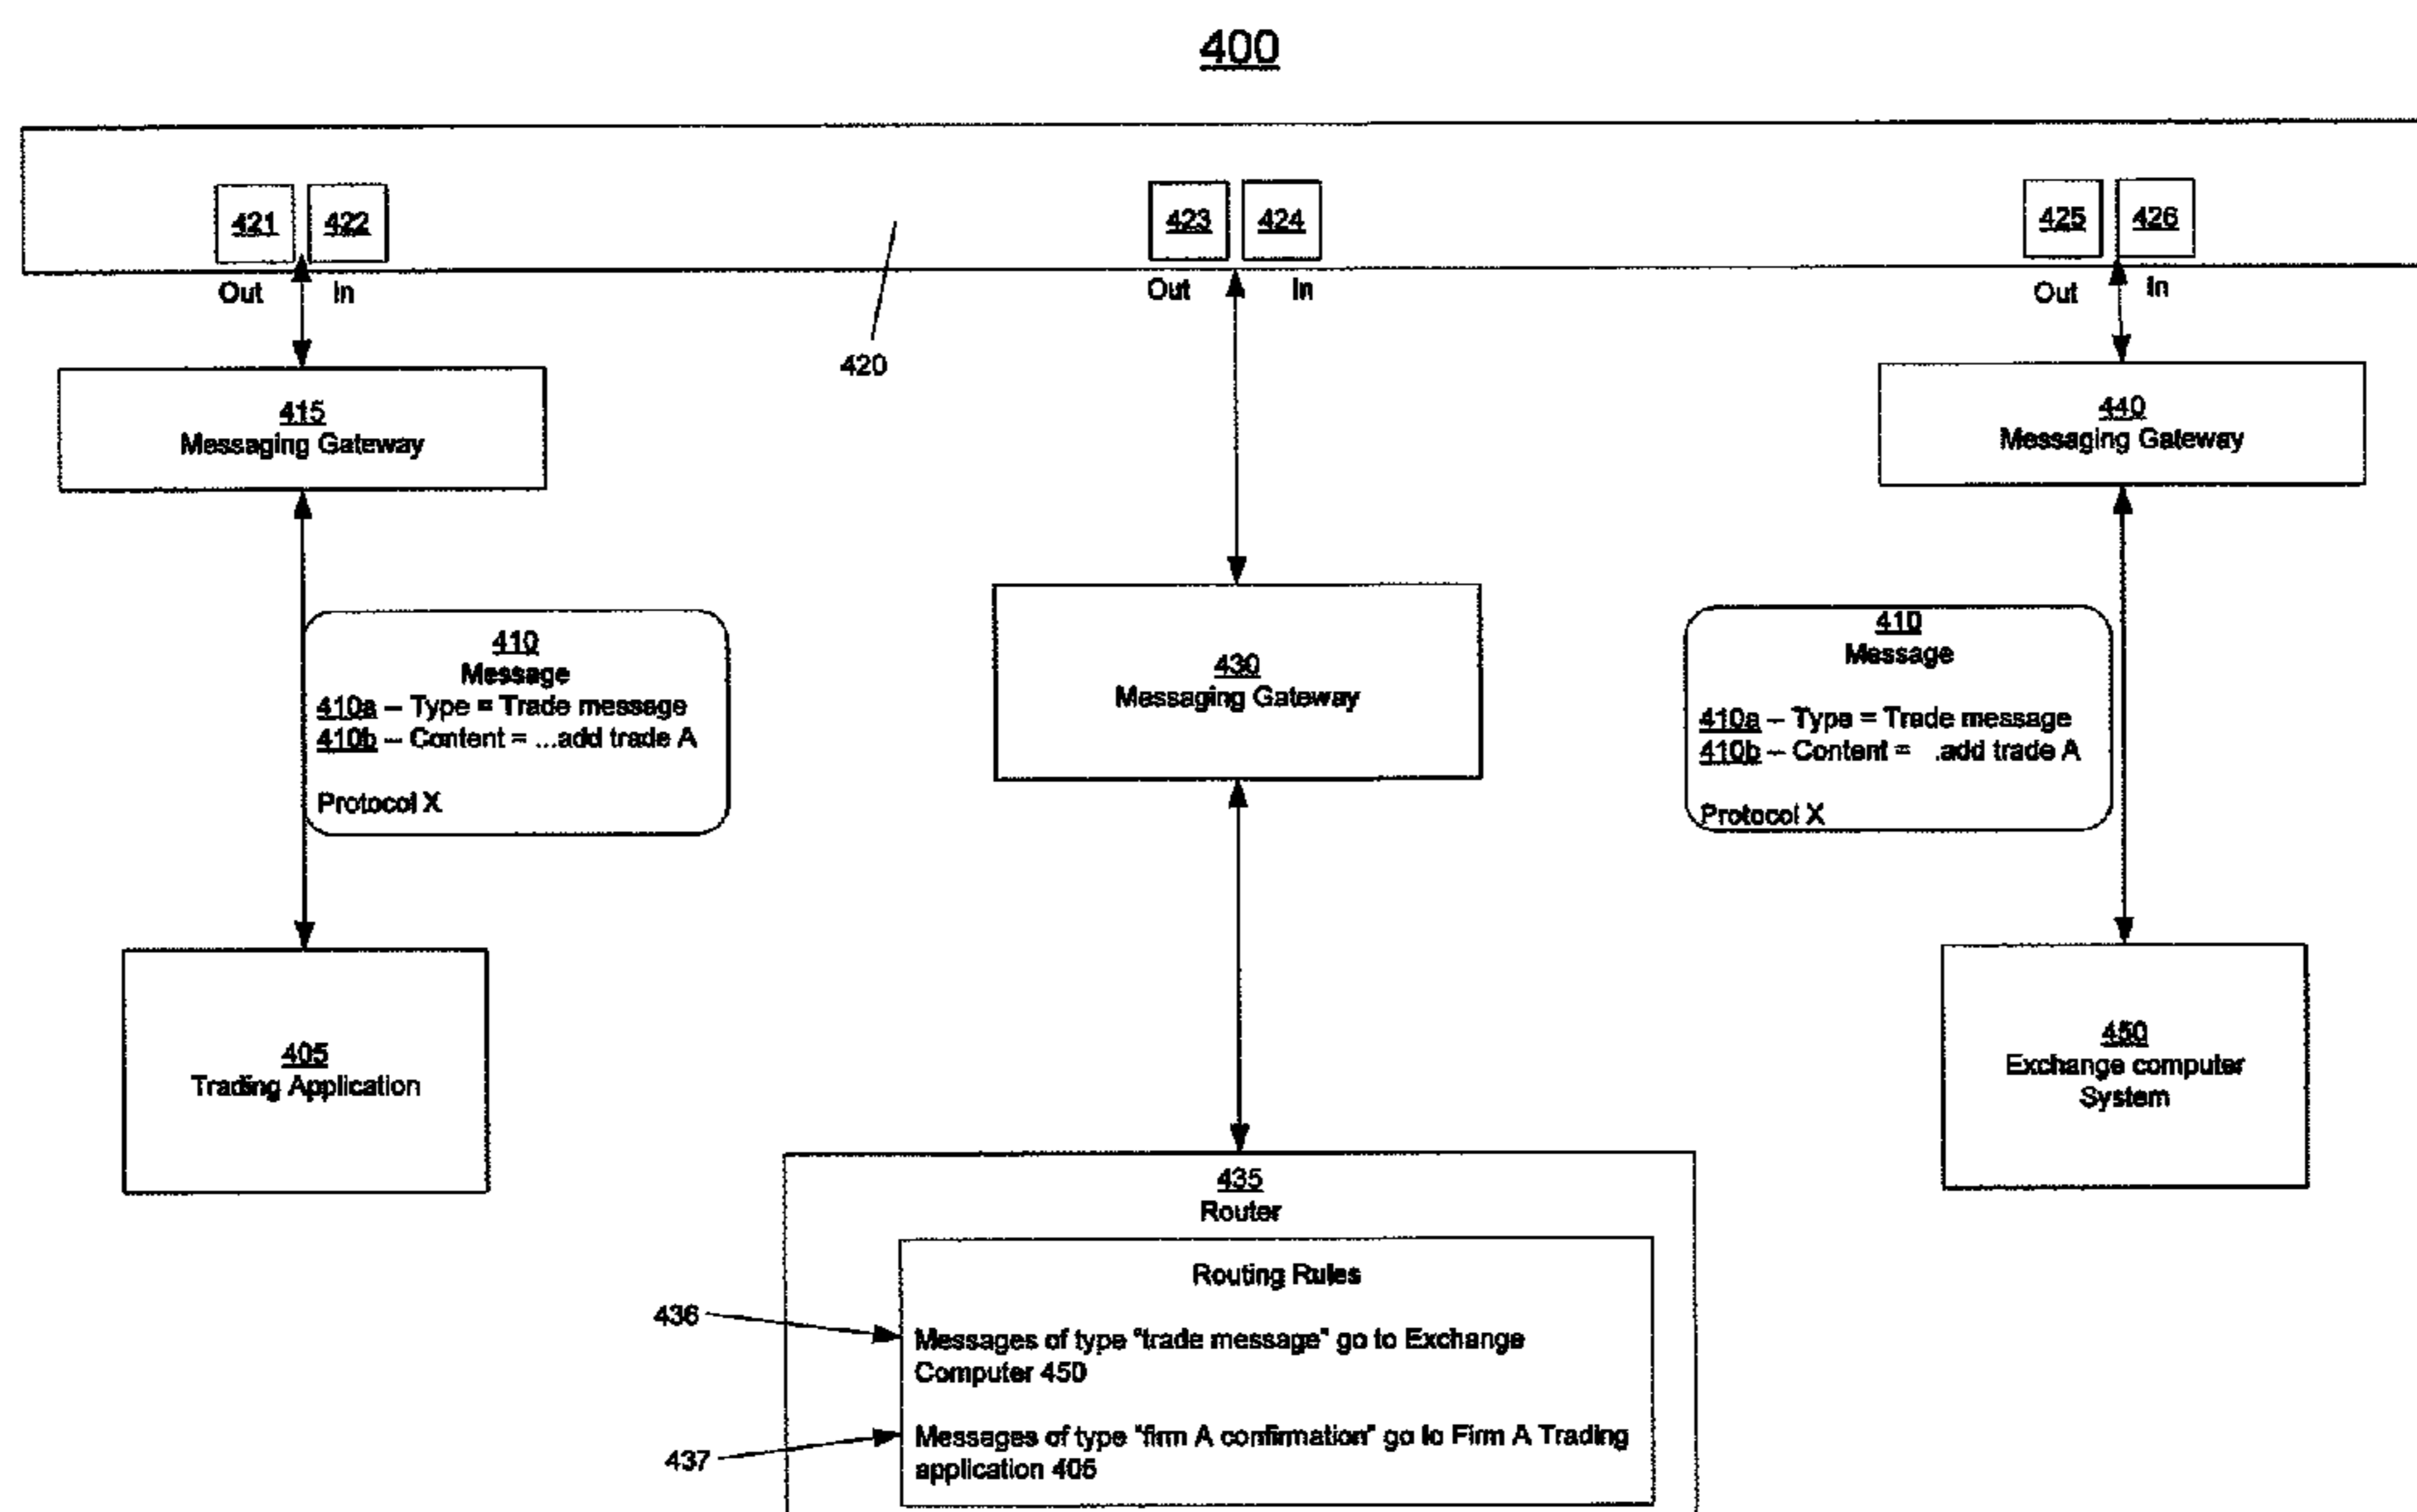 400
421 422 423 424 425 426
Out In Out In Out In
420
415
Messaging Gateway
440
Messaging Gateway
410
Message
410a – Type = Trade message
410b – Content = ...add trade A
Protocol X
430
Messaging Gateway
410
Message
410a – Type = Trade message
410b – Content = .add trade A
Protocol X
405
Trading Application
450
Exchange computer
System
435
Router
Routing Rules
436
Messages of type "trade message" go to Exchange
Computer 450
437
Messages of type "firm A confirmation" go to Firm A Trading
application 405